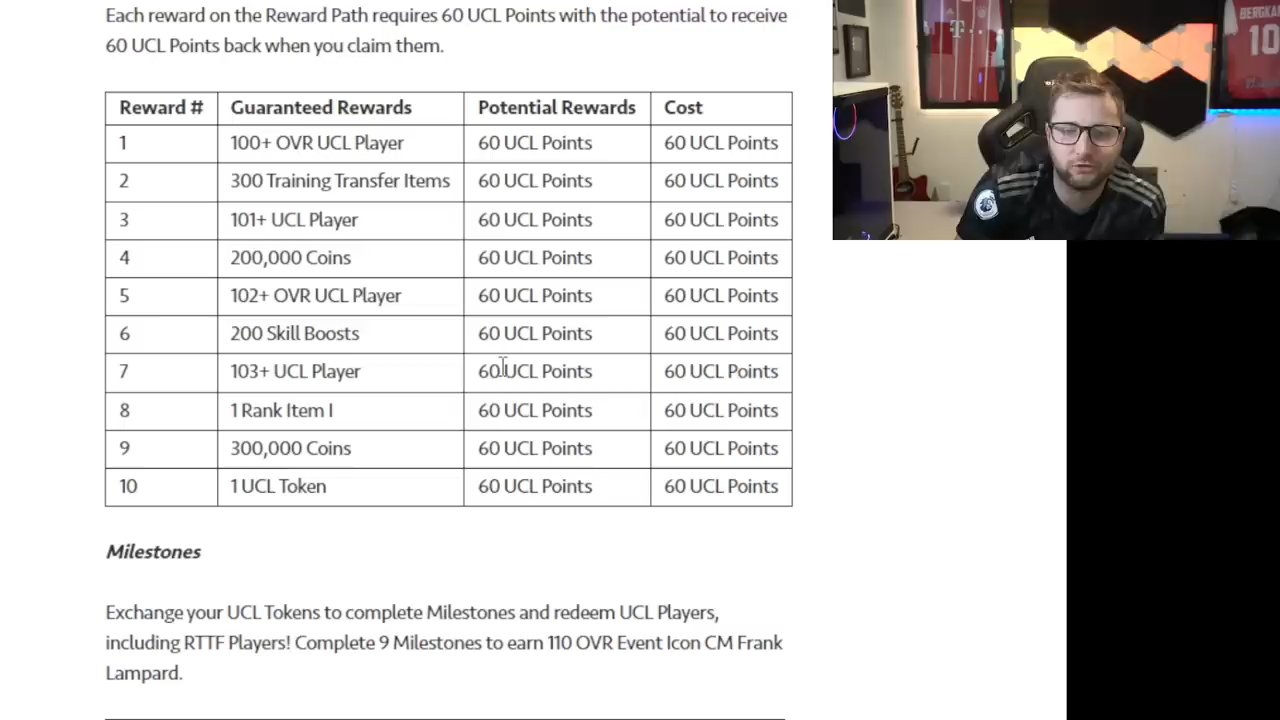 Each reward on the Reward Path requires 60 UCL Points with the potential to receive
60 UCL Points back when you claim them.
Reward # Guaranteed Rewards Potential Rewards Cost
1 100+ OVR UCL Player 60 UCL Points 60 UCL Points
2 300 Training Transfer Items 60 UCL Points 60 UCL Points
3 101+ UCL Player 60 UCL Points 60 UCL Points
4 200,000 Coins 60 UCL Points 60 UCL Points
5 102+ OVR UCL Player 60 UCL Points 60 UCL Points
6 200 Skill Boosts 60 UCL Points 60 UCL Points
7 103+ UCL Player 60 UCL Points 60 UCL Points
8 1 Rank Item I 60 UCL Points 60 UCL Points
9 300,000 Coins 60 UCL Points 60 UCL Points
10 1 UCL Token 60 UCL Points 60 UCL Points
Milestones
Exchange your UCL Tokens to complete Milestones and redeem UCL Players,
including RTTF Players! Complete 9 Milestones to earn 110 OVR Event Icon CM Frank
Lampard.
BERGKA
10
T